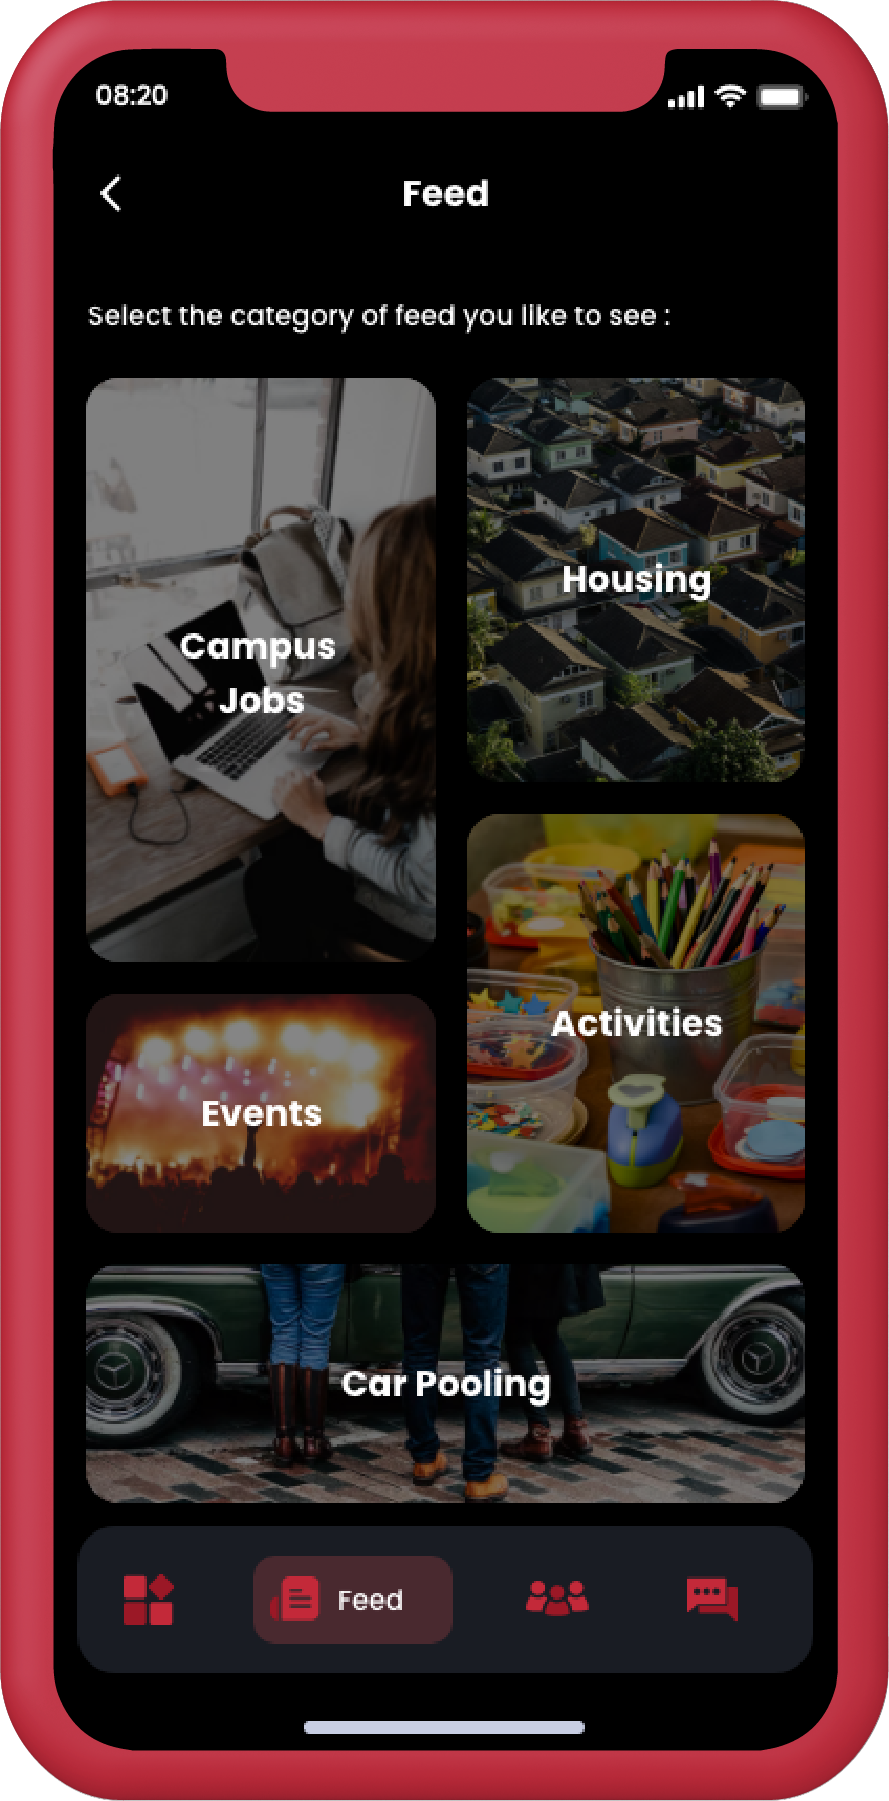 08:20
Feed
Select the category of feed you like to see :
Campus
Jobs
Housing
Activities
Events
Car Pooling
Feed